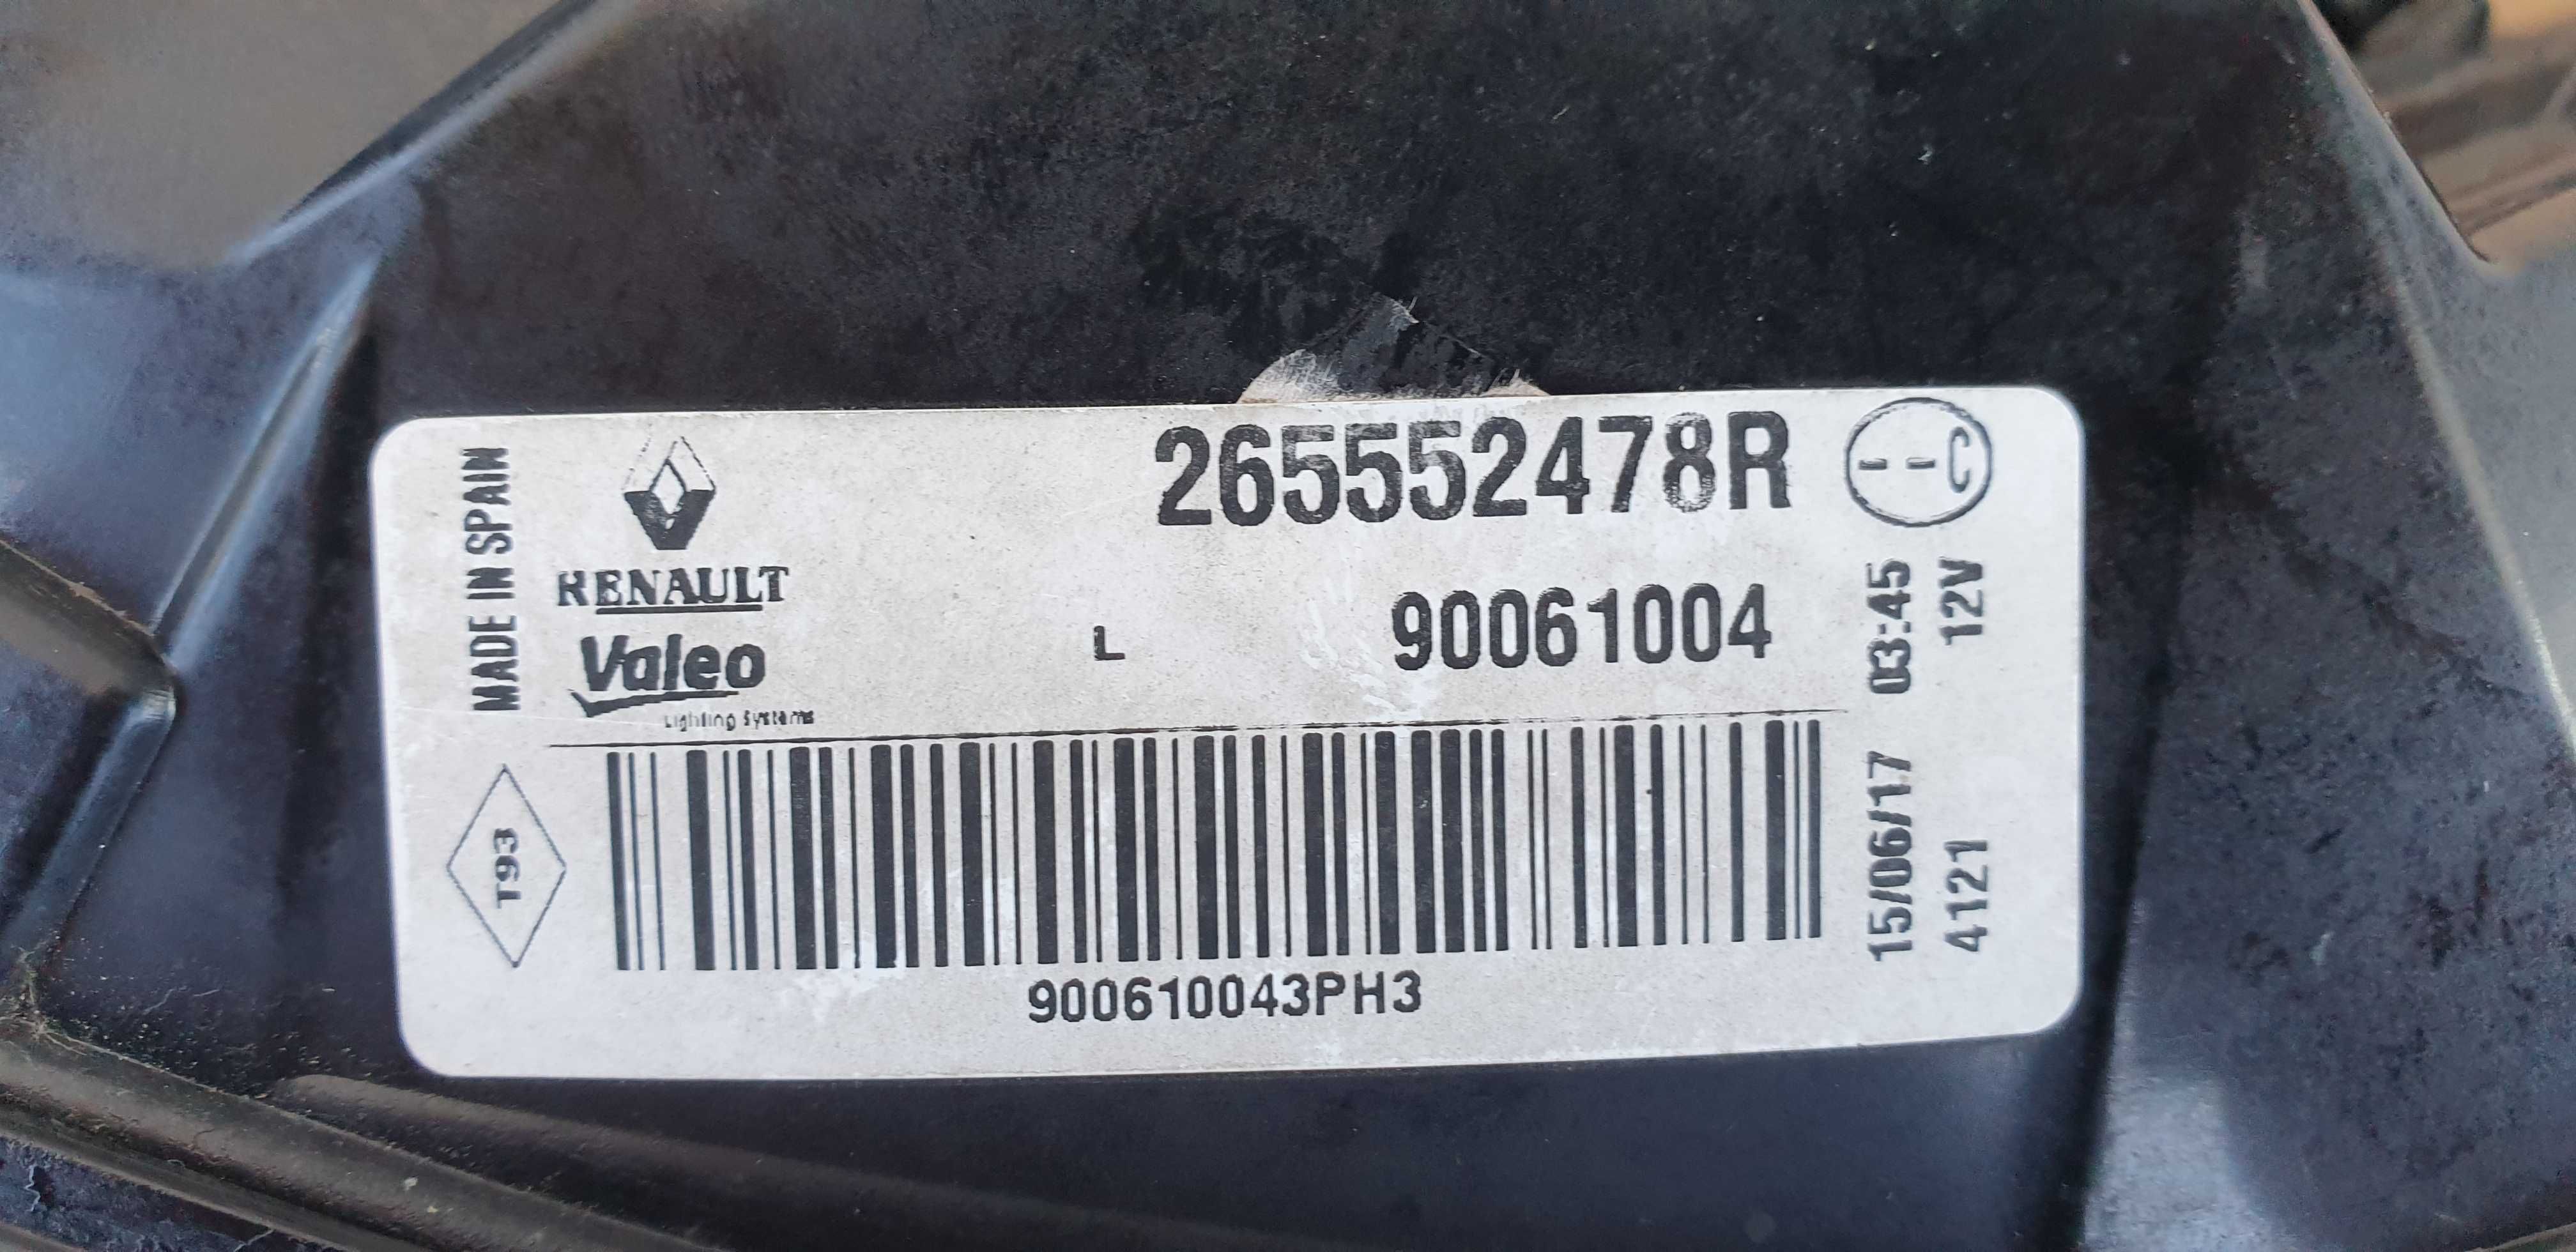 MADE IN SPAIN
RENAULT
Valeo
Lighting Systems
265552478R
L
90061004
C
03:45
12V
15/06/17
4121
T93
900610043PH3